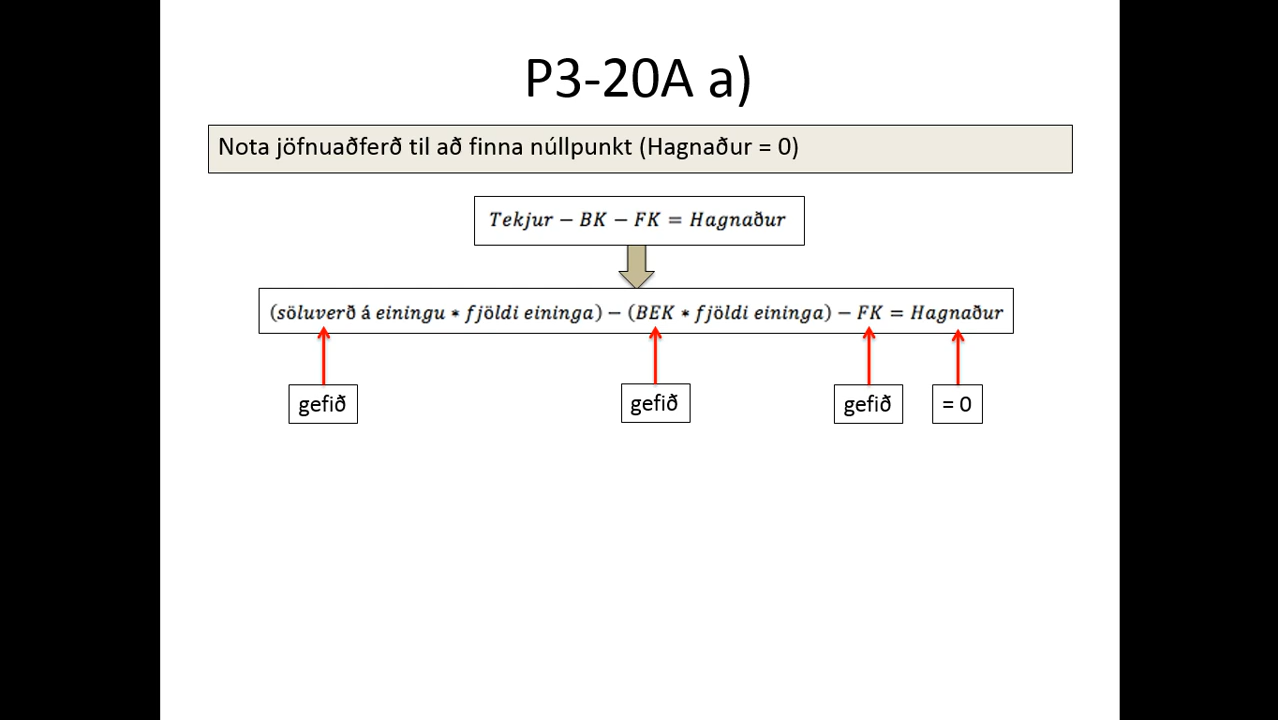 P3-20A a)
Nota jöfnuaðferð til að finna núllpunkt (Hagnaður = 0)
Tekjur − BK − FK = Hagnaður
(söluverð á einingu ∗ fjöldi eininga) − (BEK ∗ fjöldi eininga) − FK = Hagnaður
gefið gefið gefið = 0